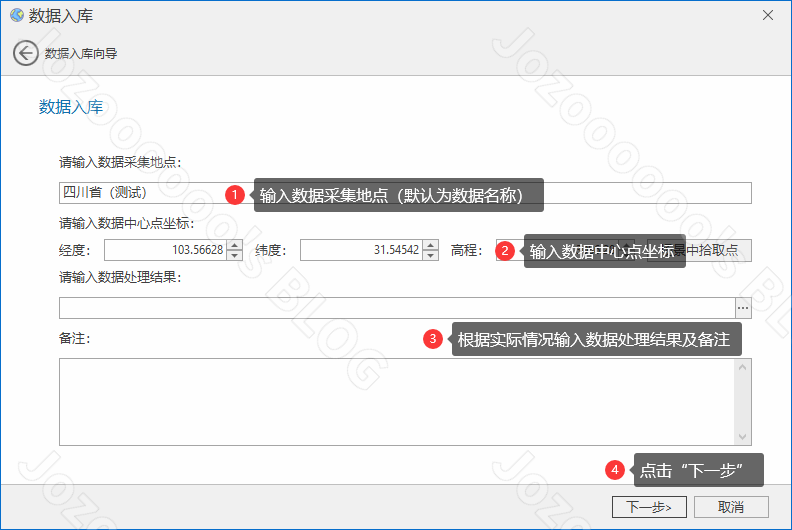 数据入库
数据入库向导
数据入库
请输入数据采集地点：
四川省（测试）
1 输入数据采集地点（默认为数据名称）
请输入数据中心点坐标：
经度： 103.56628 纬度： 31.54542 高程： 2 输入数据中心点坐标 景中拾取点
请输入数据处理结果：
...
备注：
3 根据实际情况输入数据处理结果及备注
4 点击“下一步”
下一步> 取消
Jozoooooools BLOG
Jozoooooools BL
Jozoo
Jozoo